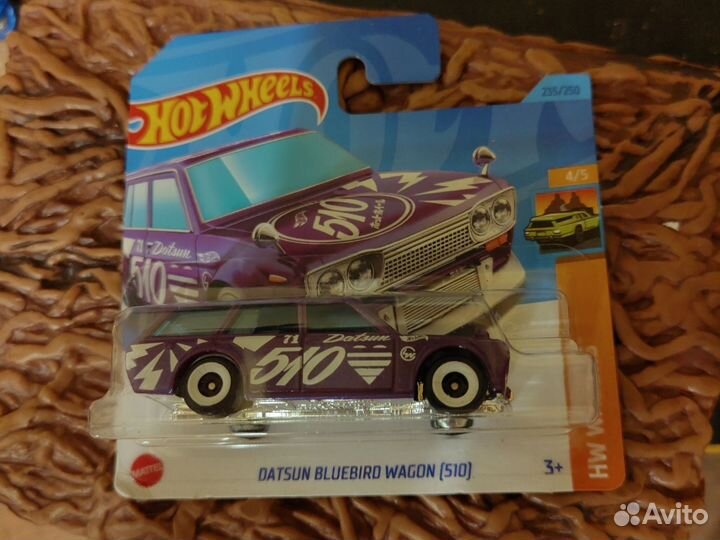 HOT WHEELS
235/250
4/5
510
71 Datsun
510
71
Datsun
510
MATTEL
DATSUN BLUEBIRD WAGON (510)
3+
HW
Avito